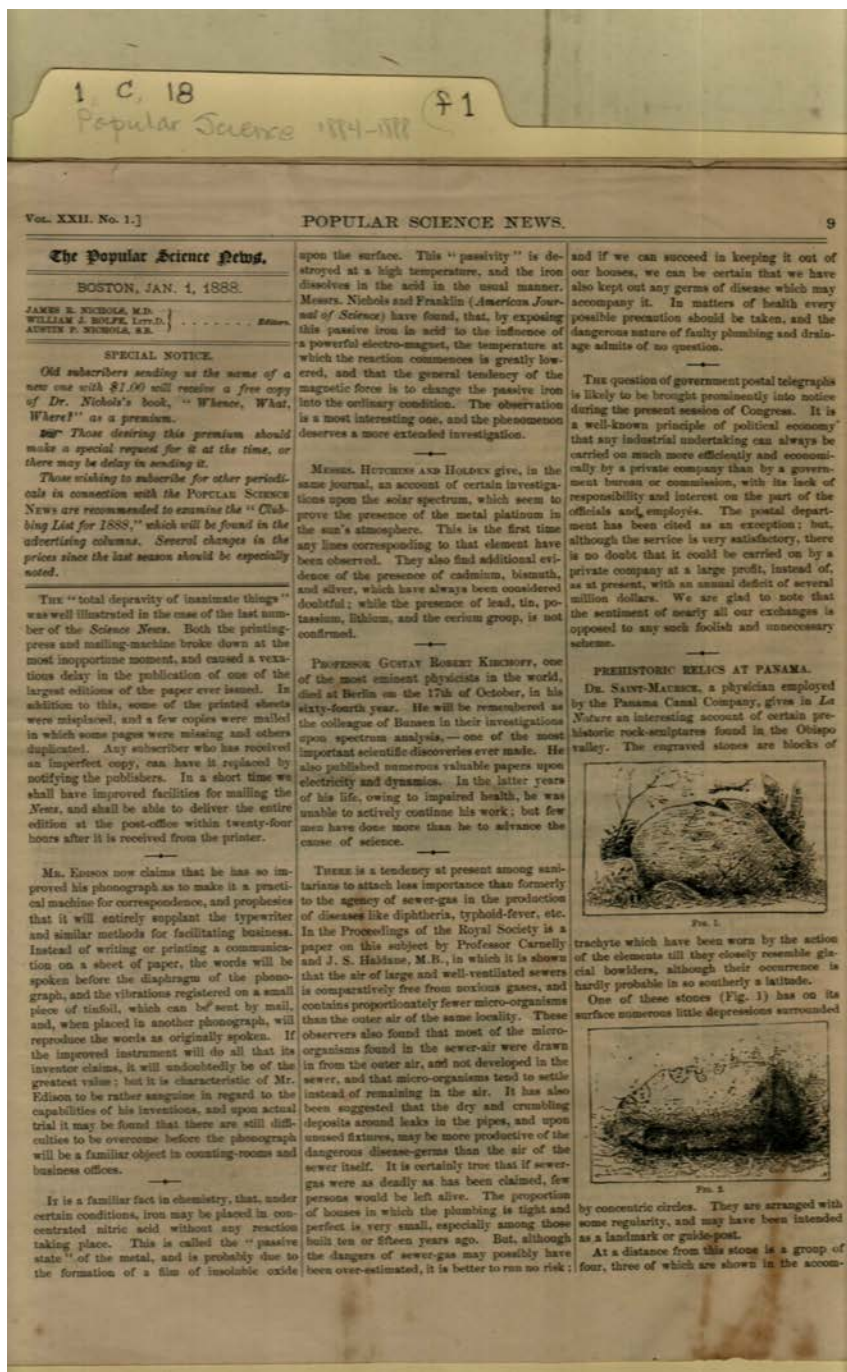 1. C. 18
f 1
Popular Science 1884-1888
VOL. XXII. No. 1.]
POPULAR SCIENCE NEWS.
9
The Popular Science News.
BOSTON, JAN. 1, 1888.
JAMES R. NICHOLS, M.D.
WILLIAM J. ROLFE, LITT.D.
AUSTIN P. NICHOLS, S.B.
} . . . . . . . Editors.
SPECIAL NOTICE.
Old subscribers sending us the name of a
new one with $1.00 will receive a free copy
of Dr. Nichols's book, "Whence, What,
Where?" as a premium.
☞ Those desiring this premium should
make a special request for it at the time, or
there may be delay in sending it.
Those wishing to subscribe for other periodi-
cals in connection with the POPULAR SCIENCE
NEWS are recommended to examine the "Club-
bing List for 1888," which will be found in the
advertising columns. Several changes in the
prices since the last season should be especially
noted.
THE "total depravity of inanimate things"
was well illustrated in the case of the last num-
ber of the Science News. Both the printing-
press and mailing-machine broke down at the
most inopportune moment, and caused a vexa-
tious delay in the publication of one of the
largest editions of the paper ever issued. In
addition to this, some of the printed sheets
were misplaced, and a few copies were mailed
in which some pages were missing and others
duplicated. Any subscriber who has received
an imperfect copy, can have it replaced by
notifying the publishers. In a short time we
shall have improved facilities for mailing the
News, and shall be able to deliver the entire
edition at the post-office within twenty-four
hours after it is received from the printer.
MR. EDISON now claims that he has so im-
proved his phonograph as to make it a practi-
cal machine for correspondence, and prophesies
that it will entirely supplant the typewriter
and similar methods for facilitating business.
Instead of writing or printing a communica-
tion on a sheet of paper, the words will be
spoken before the diaphragm of the phono-
graph, and the vibrations registered on a small
piece of tinfoil, which can be sent by mail,
and, when placed in another phonograph, will
reproduce the words as originally spoken. If
the improved instrument will do all that its
inventor claims, it will undoubtedly be of the
greatest value; but it is characteristic of Mr.
Edison to be rather sanguine in regard to the
capabilities of his inventions, and upon actual
trial it may be found that there are still diffi-
culties to be overcome before the phonograph
will be a familiar object in counting-rooms and
business offices.
IT is a familiar fact in chemistry, that, under
certain conditions, iron may be placed in con-
centrated nitric acid without any reaction
taking place. This is called the "passive
state" of the metal, and is probably due to
the formation of a film of insoluble oxide
upon the surface. This "passivity" is de-
stroyed at a high temperature, and the iron
dissolves in the acid in the usual manner.
Messrs. Nichols and Franklin (American Jour-
nal of Science) have found, that, by exposing
this passive iron in acid to the influence of
a powerful electro-magnet, the temperature at
which the reaction commences is greatly low-
ered, and that the general tendency of the
magnetic force is to change the passive iron
into the ordinary condition. The observation
is a most interesting one, and the phenomenon
deserves a more extended investigation.
MESSRS. HUTCHINS AND HOLDEN give, in the
same journal, an account of certain investiga-
tions upon the solar spectrum, which seem to
prove the presence of the metal platinum in
the sun's atmosphere. This is the first time
any lines corresponding to that element have
been observed. They also find additional evi-
dence of the presence of cadmium, bismuth,
and silver, which have always been considered
doubtful; while the presence of lead, tin, po-
tassium, lithium, and the cerium group, is not
confirmed.
PROFESSOR GUSTAV ROBERT KIRCHOFF, one
of the most eminent physicists in the world,
died at Berlin on the 17th of October, in his
sixty-fourth year. He will be remembered as
the colleague of Bunsen in their investigations
upon spectrum analysis,—one of the most
important scientific discoveries ever made. He
also published numerous valuable papers upon
electricity and dynamics. In the latter years
of his life, owing to impaired health, he was
unable to actively continue his work; but few
men have done more than he to advance the
cause of science.
THERE is a tendency at present among sani-
tarians to attach less importance than formerly
to the agency of sewer-gas in the production
of diseases like diphtheria, typhoid-fever, etc.
In the Proceedings of the Royal Society is a
paper on this subject by Professor Carnelly
and J. S. Haldane, M.B., in which it is shown
that the air of large and well-ventilated sewers
is comparatively free from noxious gases, and
contains proportionately fewer micro-organisms
than the outer air of the same locality. These
observers also found that most of the micro-
organisms found in the sewer-air were drawn
in from the outer air, and not developed in the
sewer, and that micro-organisms tend to settle
instead of remaining in the air. It has also
been suggested that the dry and crumbling
deposits around leaks in the pipes, and upon
unused fixtures, may be more productive of the
dangerous disease-germs than the air of the
sewer itself. It is certainly true that if sewer-
gas were as deadly as has been claimed, few
persons would be left alive. The proportion
of houses in which the plumbing is tight and
perfect is very small, especially among those
built ten or fifteen years ago. But, although
the dangers of sewer-gas may possibly have
been over-estimated, it is better to run no risk;
and if we can succeed in keeping it out of
our houses, we can be certain that we have
also kept out any germs of disease which may
accompany it. In matters of health every
possible precaution should be taken, and the
dangerous nature of faulty plumbing and drain-
age admits of no question.
THE question of government postal telegraphs
is likely to be brought prominently into notice
during the present session of Congress. It is
a well-known principle of political economy
that any industrial undertaking can always be
carried on much more efficiently and economi-
cally by a private company than by a govern-
ment bureau or commission, with its lack of
responsibility and interest on the part of the
officials and employés. The postal depart-
ment has been cited as an exception; but,
although the service is very satisfactory, there
is no doubt that it could be carried on by a
private company at a large profit, instead of,
as at present, with an annual deficit of several
million dollars. We are glad to note that
the sentiment of nearly all our exchanges is
opposed to any such foolish and unnecessary
scheme.
PREHISTORIC RELICS AT PANAMA.
DR. SAINT-MAURICE, a physician employed
by the Panama Canal Company, gives in La
Nature an interesting account of certain pre-
historic rock-sculptures found in the Obispo
valley. The engraved stones are blocks of
FIG. 1.
trachyte which have been worn by the action
of the elements till they closely resemble gla-
cial bowlders, although their occurrence is
hardly probable in so southerly a latitude.
One of these stones (Fig. 1) has on its
surface numerous little depressions surrounded
FIG. 2.
by concentric circles. They are arranged with
some regularity, and may have been intended
as a landmark or guide-post.
At a distance from this stone is a group of
four, three of which are shown in the accom-